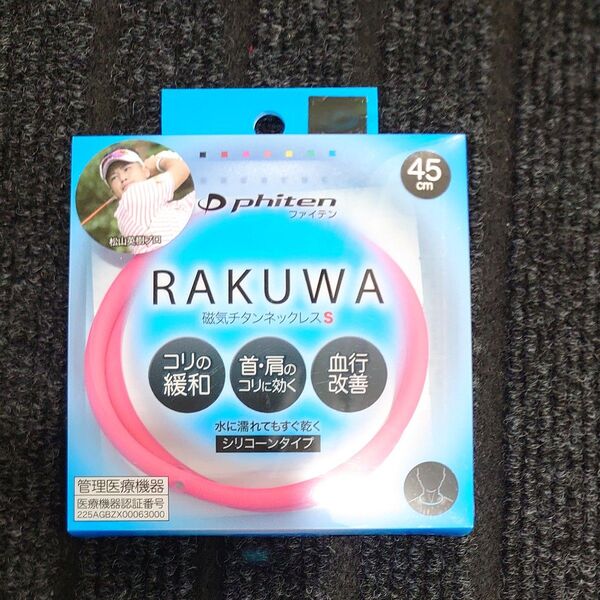 松山英樹プロ
45
cm
phiten
ファイテン
RAKUWA
磁気チタンネックレスS
コリの
緩和
首・肩の
コリに効く
血行
改善
水に濡れてもすぐ乾く
シリコーンタイプ
管理医療機器
医療機器認証番号
225AGBZX00063000